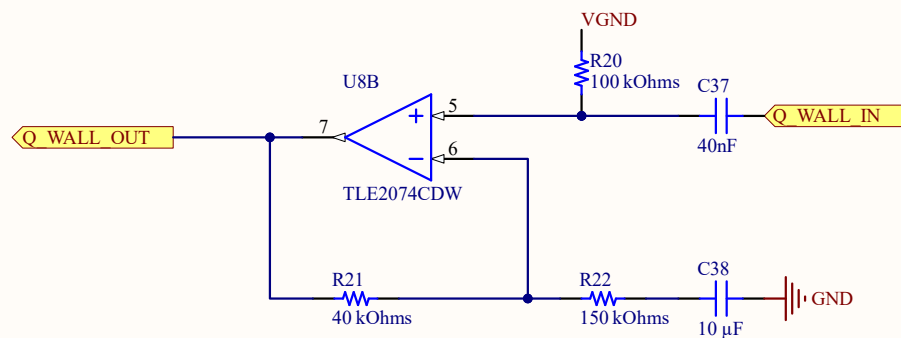 VGND
R20
100 kOhms
U8B
C37
5
Q_WALL_IN
7
Q_WALL_OUT
6
40nF
TLE2074CDW
R21
R22
C38
GND
40 kOhms
150 kOhms
10 µF